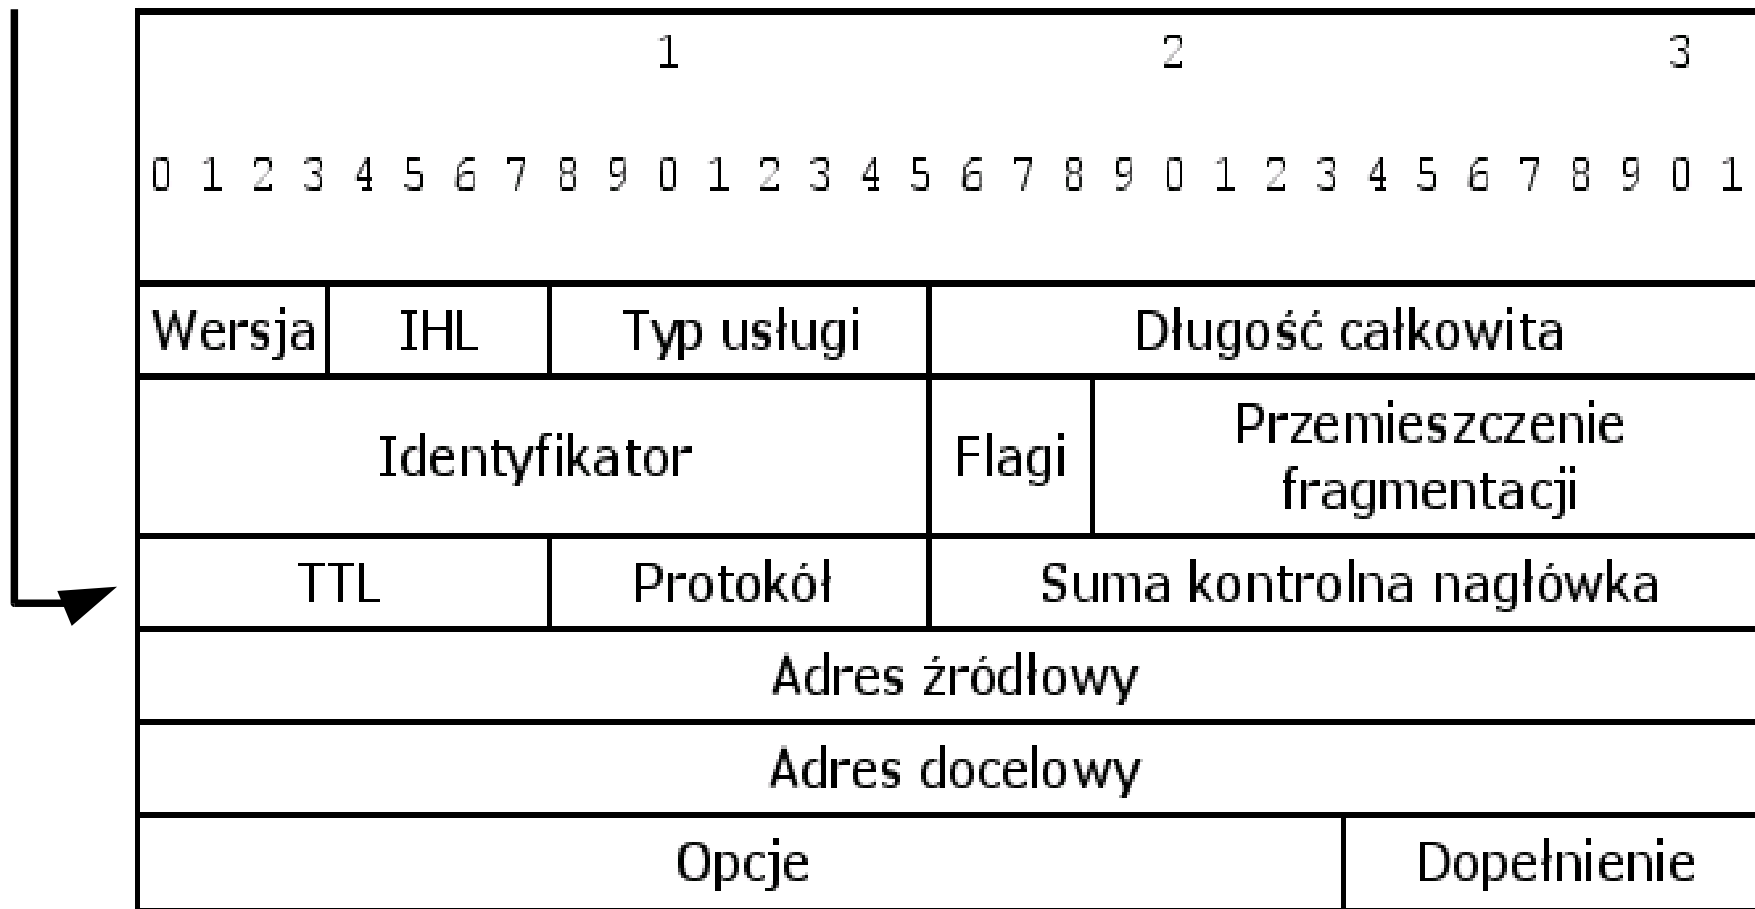 1 2 3
0 1 2 3 4 5 6 7 8 9 0 1 2 3 4 5 6 7 8 9 0 1 2 3 4 5 6 7 8 9 0 1
Wersja IHL Typ usługi Długość całkowita
Identyfikator Flagi Przemieszczenie
fragmentacji
TTL Protokół Suma kontrolna nagłówka
Adres źródłowy
Adres docelowy
Opcje Dopełnienie